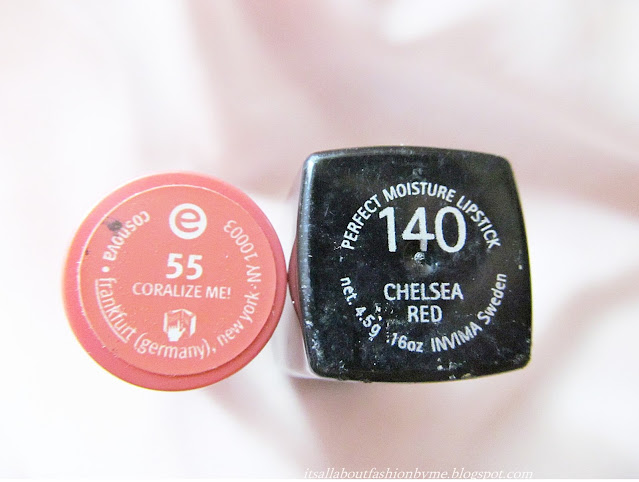 e
55
CORALIZE ME!
cosnova • frankfurt (germany), new york · NY 10003
PERFECT MOISTURE LIPSTICK
140
CHELSEA
RED
net. 4.5g .16oz INVIMA Sweden
itsallaboutfashionbyme.blogspot.com